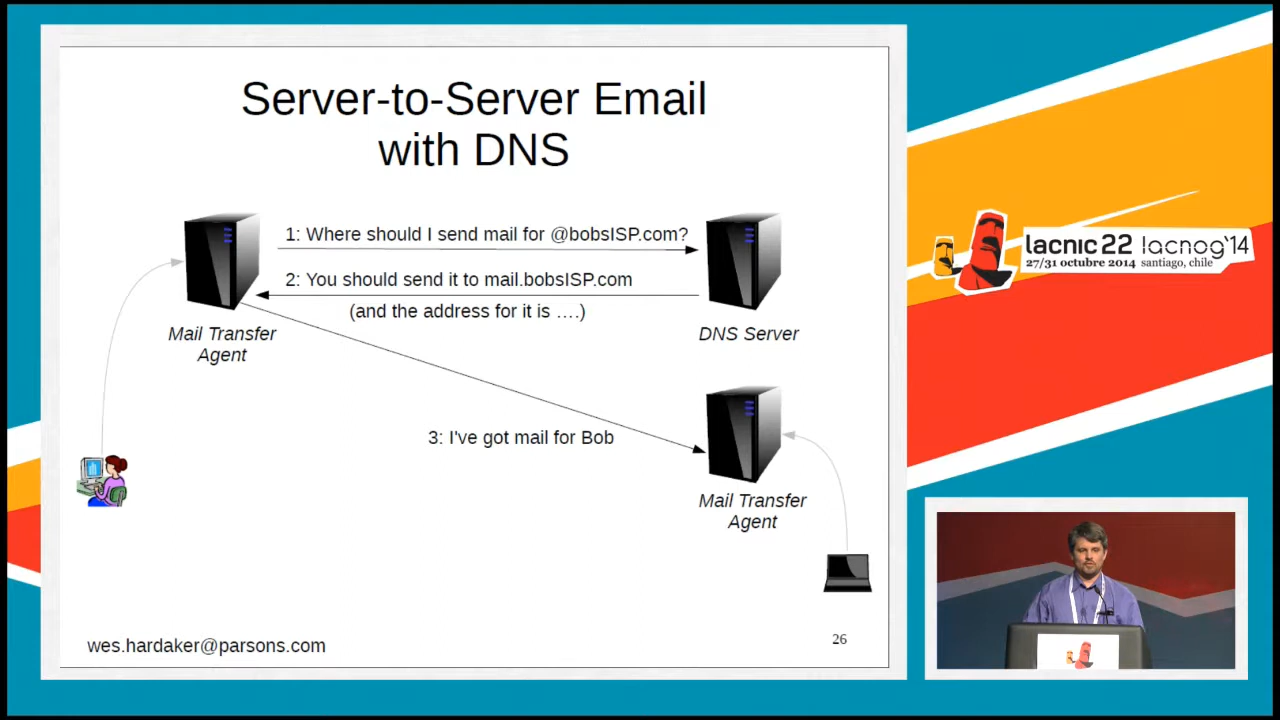 Server-to-Server Email
with DNS
1: Where should I send mail for @bobsISP.com?
2: You should send it to mail.bobsISP.com
(and the address for it is ....)
Mail Transfer
Agent
DNS Server
3: I've got mail for Bob
Mail Transfer
Agent
wes.hardaker@parsons.com
26
lacnic 22 lacnog'14
27/31 octubre 2014 santiago, chile